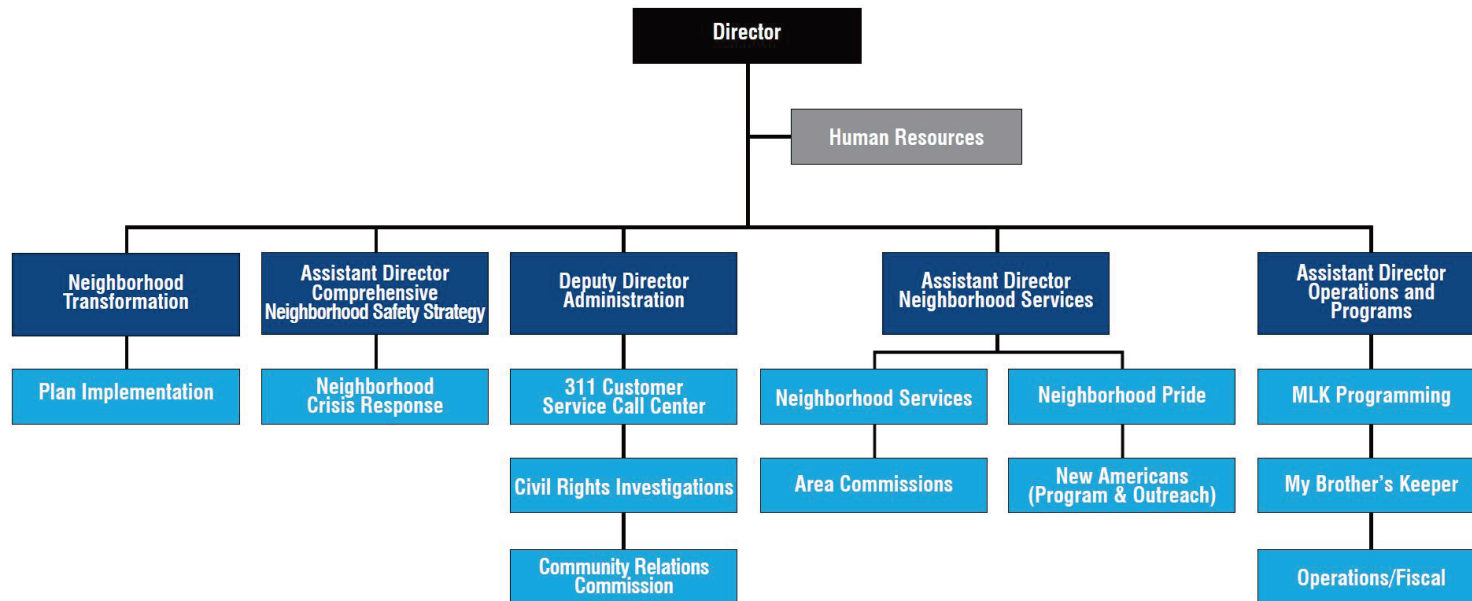 Director
Human Resources
Neighborhood
Transformation
Assistant Director
Comprehensive
Neighborhood Safety Strategy
Deputy Director
Administration
Assistant Director
Neighborhood Services
Assistant Director
Operations and
Programs
Plan Implementation
Neighborhood
Crisis Response
311 Customer
Service Call Center
Neighborhood Services
Neighborhood Pride
MLK Programming
Civil Rights Investigations
Area Commissions
New Americans
(Program & Outreach)
My Brother’s Keeper
Community Relations
Commission
Operations/Fiscal